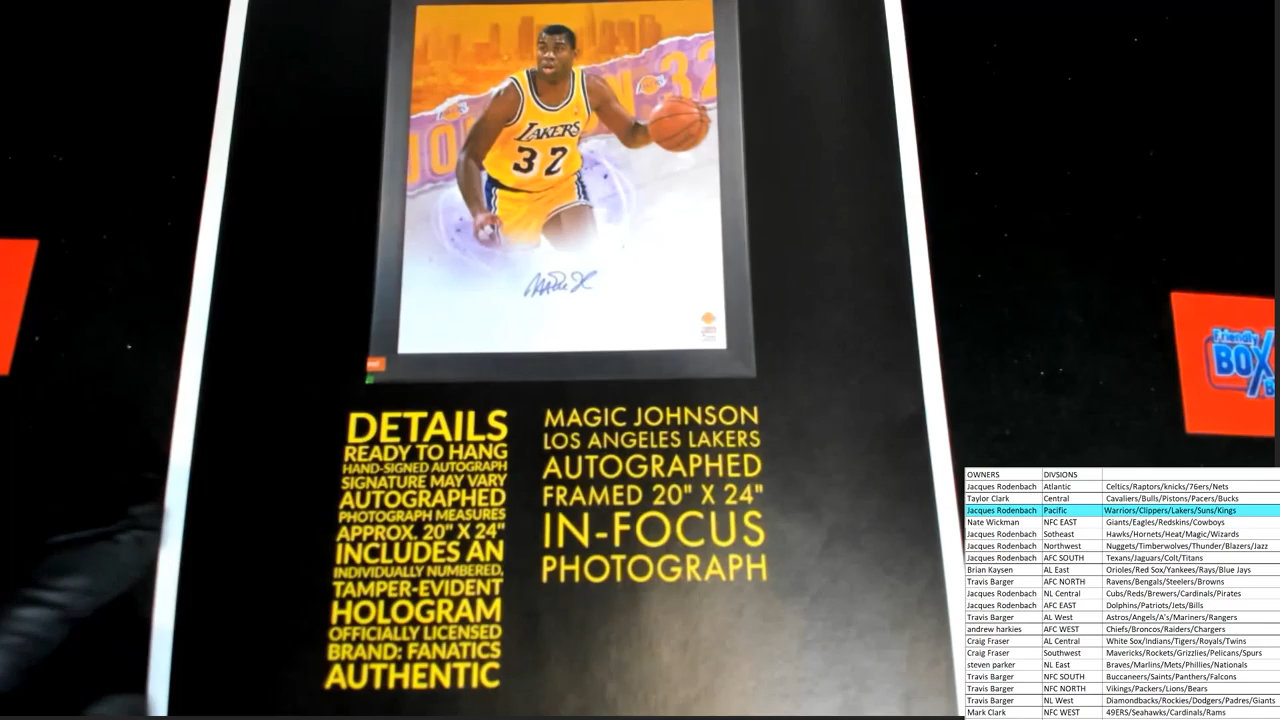 LAKERS
32
32
DETAILS
READY TO HANG
HAND-SIGNED AUTOGRAPH
SIGNATURE MAY VARY
AUTOGRAPHED
PHOTOGRAPH MEASURES
APPROX. 20" X 24"
INCLUDES AN
INDIVIDUALLY NUMBERED,
TAMPER-EVIDENT
HOLOGRAM
OFFICIALLY LICENSED
BRAND: FANATICS
AUTHENTIC
MAGIC JOHNSON
LOS ANGELES LAKERS
AUTOGRAPHED
FRAMED 20" X 24"
IN-FOCUS
PHOTOGRAPH
Friendly
BOX
OWNERS DIVSIONS
Jacques Rodenbach Atlantic Celtics/Raptors/knicks/76ers/Nets
Taylor Clark Central Cavaliers/Bulls/Pistons/Pacers/Bucks
Jacques Rodenbach Pacific Warriors/Clippers/Lakers/Suns/Kings
Nate Wickman NFC EAST Giants/Eagles/Redskins/Cowboys
Jacques Rodenbach Sotheast Hawks/Hornets/Heat/Magic/Wizards
Jacques Rodenbach Northwest Nuggets/Timberwolves/Thunder/Blazers/Jazz
Jacques Rodenbach AFC SOUTH Texans/Jaguars/Colt/Titans
Brian Kaysen AL East Orioles/Red Sox/Yankees/Rays/Blue Jays
Travis Barger AFC NORTH Ravens/Bengals/Steelers/Browns
Jacques Rodenbach NL Central Cubs/Reds/Brewers/Cardinals/Pirates
Jacques Rodenbach AFC EAST Dolphins/Patriots/Jets/Bills
Travis Barger AL West Astros/Angels/A's/Mariners/Rangers
andrew harkies AFC WEST Chiefs/Broncos/Raiders/Chargers
Craig Fraser AL Central White Sox/Indians/Tigers/Royals/Twins
Craig Fraser Southwest Mavericks/Rockets/Grizzlies/Pelicans/Spurs
steven parker NL East Braves/Marlins/Mets/Phillies/Nationals
Travis Barger NFC SOUTH Buccaneers/Saints/Panthers/Falcons
Travis Barger NFC NORTH Vikings/Packers/Lions/Bears
Travis Barger NL West Diamondbacks/Rockies/Dodgers/Padres/Giants
Mark Clark NFC WEST 49ERS/Seahawks/Cardinals/Rams